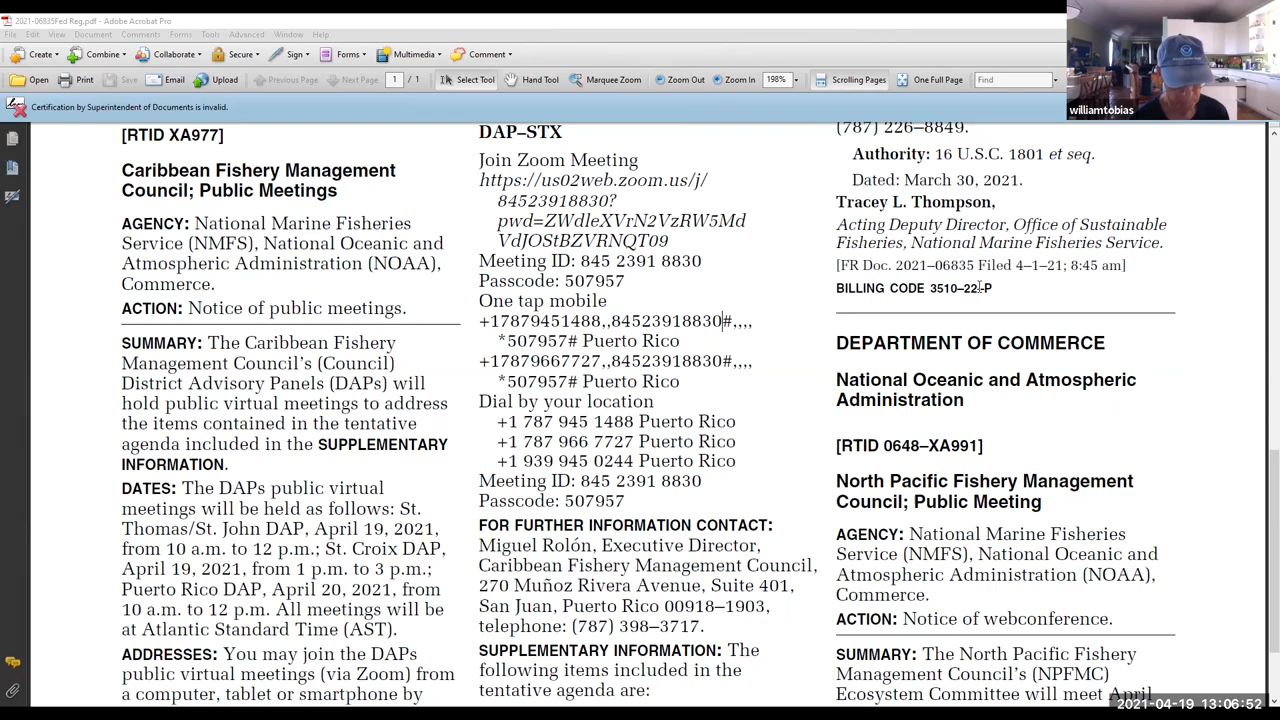 2021-06835Fed Reg.pdf - Adobe Acrobat Pro
File Edit View Document Comments Forms Tools Advanced Window Help
Create Combine Collaborate Secure Sign Forms Multimedia Comment
Open Print Save Email Upload Previous Page Next Page 1 / 1 Select Tool Hand Tool Marquee Zoom Zoom Out Zoom In 198% Scrolling Pages One Full Page Find
williamtobias
Certification by Superintendent of Documents is invalid.
[RTID XA977]
Caribbean Fishery Management
Council; Public Meetings
AGENCY: National Marine Fisheries
Service (NMFS), National Oceanic and
Atmospheric Administration (NOAA),
Commerce.
ACTION: Notice of public meetings.
SUMMARY: The Caribbean Fishery
Management Council’s (Council)
District Advisory Panels (DAPs) will
hold public virtual meetings to address
the items contained in the tentative
agenda included in the SUPPLEMENTARY
INFORMATION.
DATES: The DAPs public virtual
meetings will be held as follows: St.
Thomas/St. John DAP, April 19, 2021,
from 10 a.m. to 12 p.m.; St. Croix DAP,
April 19, 2021, from 1 p.m. to 3 p.m.;
Puerto Rico DAP, April 20, 2021, from
10 a.m. to 12 p.m. All meetings will be
at Atlantic Standard Time (AST).
ADDRESSES: You may join the DAPs
public virtual meetings (via Zoom) from
a computer, tablet or smartphone by
DAP–STX
Join Zoom Meeting
https://us02web.zoom.us/j/
84523918830?
pwd=ZWdleXVrN2VzRW5Md
VdJOStBZVRNQT09
Meeting ID: 845 2391 8830
Passcode: 507957
One tap mobile
+17879451488,,84523918830#,,,,
*507957# Puerto Rico
+17879667727,,84523918830#,,,,
*507957# Puerto Rico
Dial by your location
+1 787 945 1488 Puerto Rico
+1 787 966 7727 Puerto Rico
+1 939 945 0244 Puerto Rico
Meeting ID: 845 2391 8830
Passcode: 507957
FOR FURTHER INFORMATION CONTACT:
Miguel Rolón, Executive Director,
Caribbean Fishery Management Council,
270 Muñoz Rivera Avenue, Suite 401,
San Juan, Puerto Rico 00918–1903,
telephone: (787) 398–3717.
SUPPLEMENTARY INFORMATION: The
following items included in the
tentative agenda are:
(787) 226–8849.
Authority: 16 U.S.C. 1801 et seq.
Dated: March 30, 2021.
Tracey L. Thompson,
Acting Deputy Director, Office of Sustainable
Fisheries, National Marine Fisheries Service.
[FR Doc. 2021–06835 Filed 4–1–21; 8:45 am]
BILLING CODE 3510–22–P
DEPARTMENT OF COMMERCE
National Oceanic and Atmospheric
Administration
[RTID 0648–XA991]
North Pacific Fishery Management
Council; Public Meeting
AGENCY: National Marine Fisheries
Service (NMFS), National Oceanic and
Atmospheric Administration (NOAA),
Commerce.
ACTION: Notice of webconference.
SUMMARY: The North Pacific Fishery
Management Council’s (NPFMC)
Ecosystem Committee will meet April
2021-04-19 13:06:52